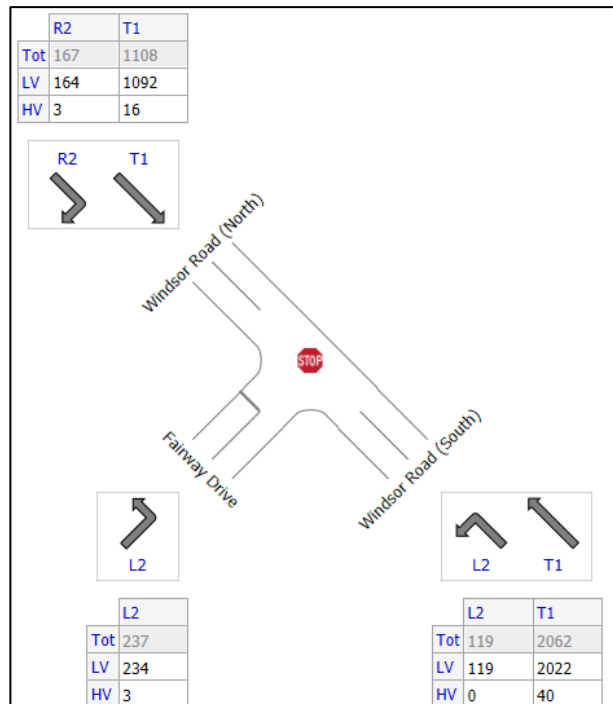 R2 T1
Tot 167 1108
LV 164 1092
HV 3 16
R2 T1
Windsor Road (North)
STOP
Fairway Drive
Windsor Road (South)
L2
L2 T1
L2
Tot 237
LV 234
HV 3
L2 T1
Tot 119 2062
LV 119 2022
HV 0 40